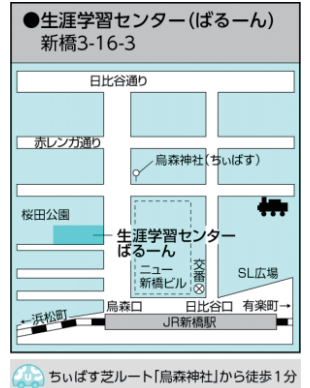 ●生涯学習センター(ばるーん)
新橋3-16-3
日比谷通り
赤レンガ通り
烏森神社(ちぃばす)
桜田公園
生涯学習センター
ばるーん
ニュー
新橋ビル
交番
SL広場
烏森口
日比谷口
有楽町→
←浜松町
JR新橋駅
ちぃばす芝ルート「烏森神社」から徒歩1分